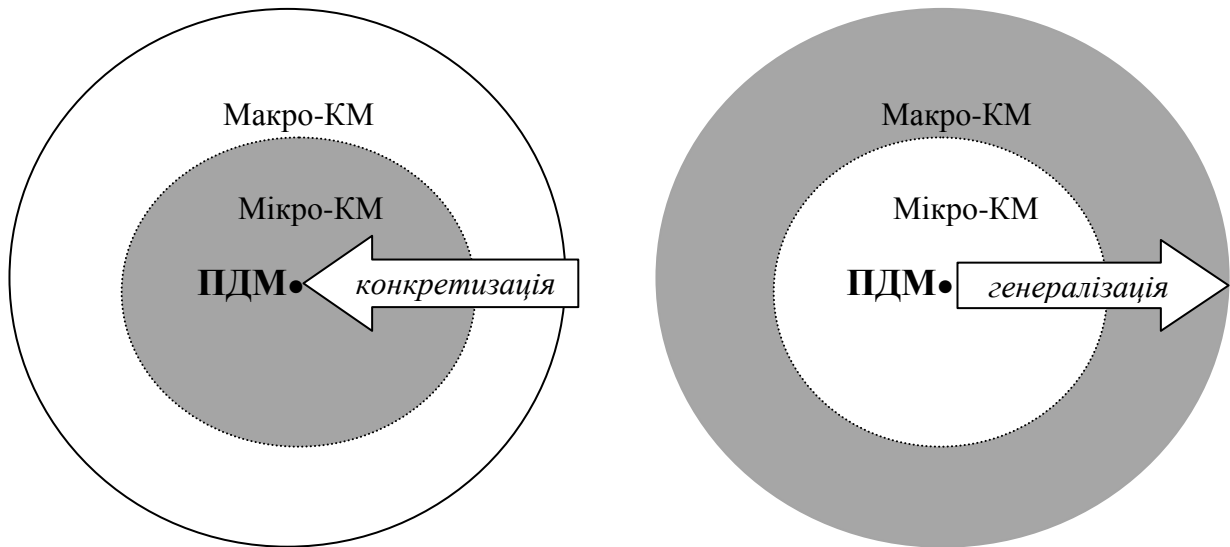 Макро-КМ
Мікро-КМ
ПДМ
конкретизація
Макро-КМ
Мікро-КМ
ПДМ
генералізація